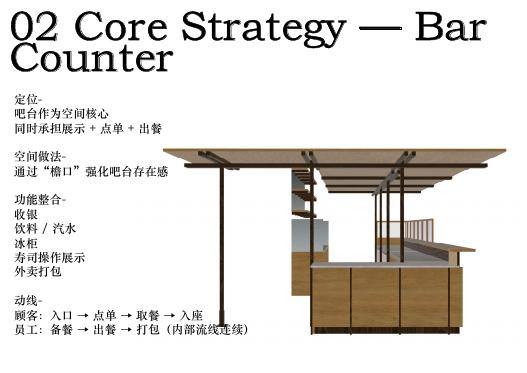 02 Core Strategy — Bar
Counter
定位-
吧台作为空间核心
同时承担展示 + 点单 + 出餐
空间做法-
通过“檐口”强化吧台存在感
功能整合-
收银
饮料 / 汽水
冰柜
寿司操作展示
外卖打包
动线-
顾客: 入口 → 点单 → 取餐 → 入座
员工: 备餐 → 出餐 → 打包 (内部流线连续)